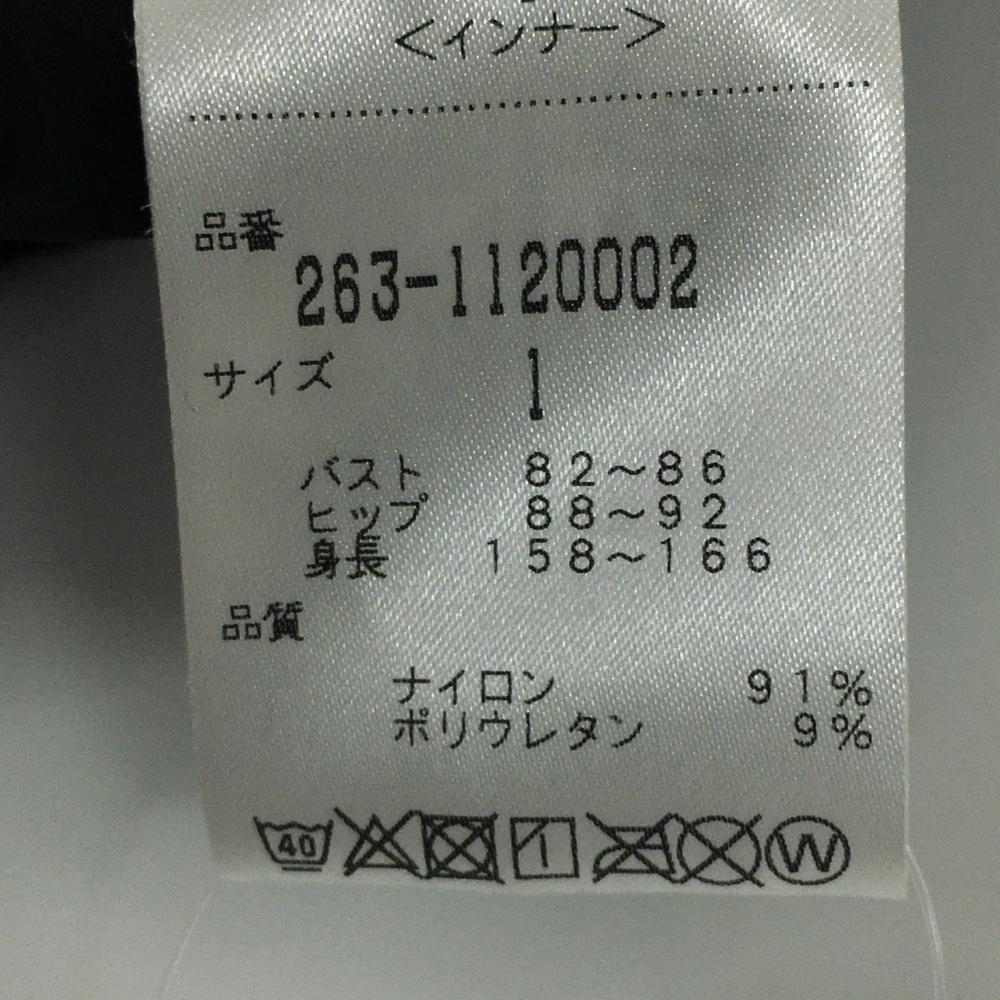 <インナー>
品番
263-1120002
サイズ 1
バスト 82~86
ヒップ 88~92
身長 158~166
品質
ナイロン 91%
ポリウレタン 9%
40 W